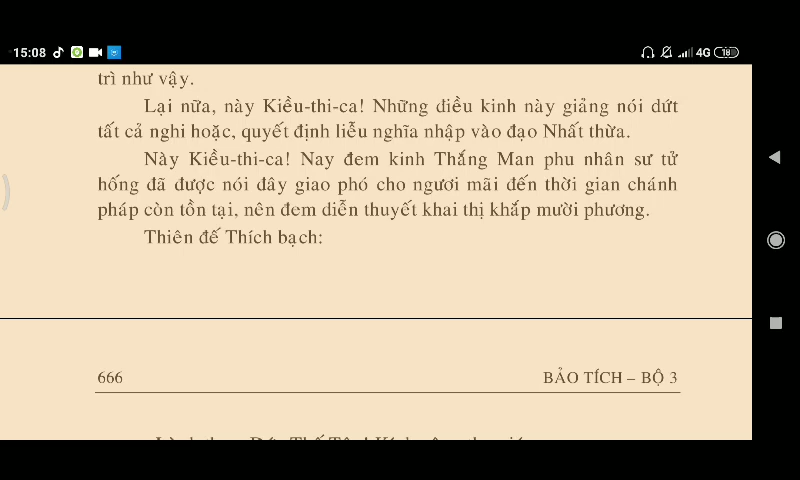 15:08 4G 18
trì như vậy.
Lại nữa, này Kiều-thi-ca! Những điều kinh này giảng nói dứt
tất cả nghi hoặc, quyết định liễu nghĩa nhập vào đạo Nhất thừa.
Này Kiều-thi-ca! Nay đem kinh Thắng Man phu nhân sư tử
hống đã được nói đây giao phó cho ngươi mãi đến thời gian chánh
pháp còn tồn tại, nên đem diễn thuyết khai thị khắp mười phương.
Thiên đế Thích bạch:
666 BẢO TÍCH – BỘ 3